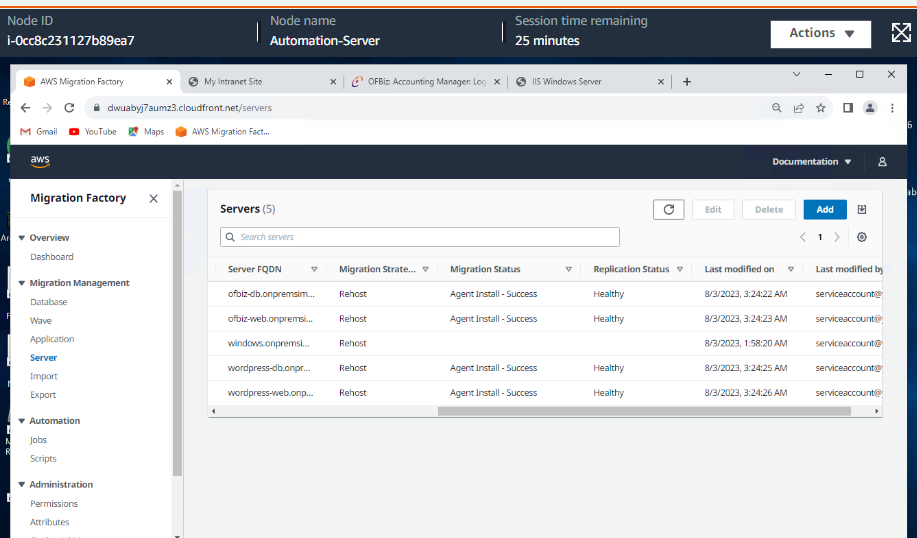 Node ID
i-0cc8c231127b89ea7
Node name
Automation-Server
Session time remaining
25 minutes
Actions
AWS Migration Factory
My Intranet Site
OFBiz: Accounting Manager: Log
IIS Windows Server
dwuabyj7aumz3.cloudfront.net/servers
Gmail
YouTube
Maps
AWS Migration Fact...
aws
Documentation
Migration Factory
Overview
Dashboard
Migration Management
Database
Wave
Application
Server
Import
Export
Automation
Jobs
Scripts
Administration
Permissions
Attributes
Servers (5)
Edit
Delete
Add
Search servers
1
Server FQDN Migration Strate... Migration Status Replication Status Last modified on Last modified by
ofbiz-db.onpremsim... Rehost Agent Install - Success Healthy 8/3/2023, 3:24:22 AM serviceaccount@
ofbiz-web.onpremsi... Rehost Agent Install - Success Healthy 8/3/2023, 3:24:23 AM serviceaccount@
windows.onpremsi... Rehost 8/3/2023, 1:58:20 AM serviceaccount@
wordpress-db.onpr... Rehost Agent Install - Success Healthy 8/3/2023, 3:24:25 AM serviceaccount@
wordpress-web.onp... Rehost Agent Install - Success Healthy 8/3/2023, 3:24:26 AM serviceaccount@